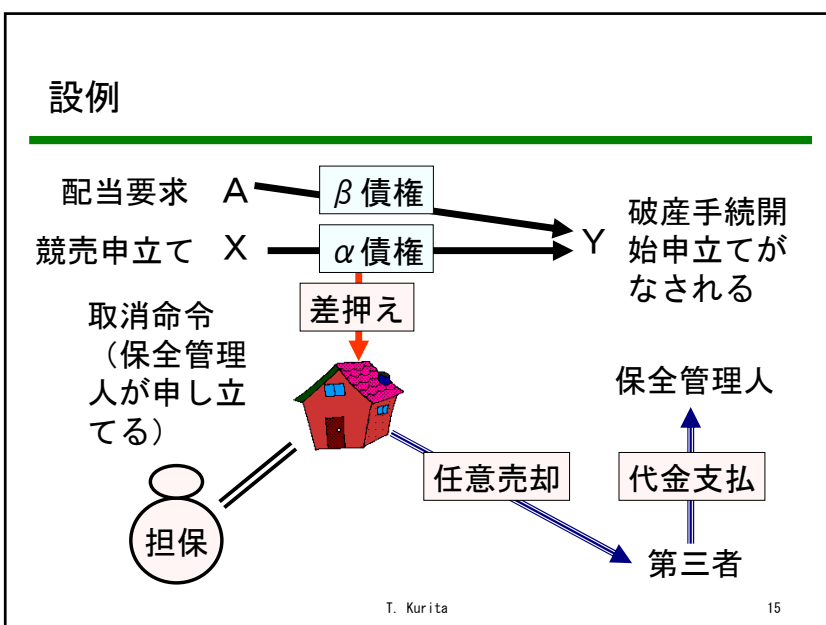 設例
配当要求 A
β債権
競売申立て X
α債権
Y
破産手続開
始申立てが
なされる
差押え
取消命令
（保全管理
人が申し立
てる）
保全管理人
任意売却
代金支払
担保
第三者
T. Kurita
15